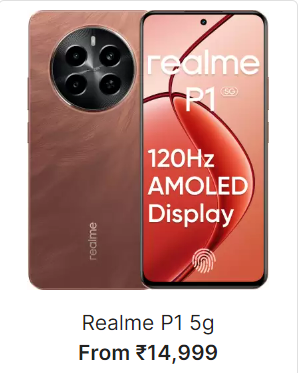 realme
P1 5G
120Hz
AMOLED
Display
realme
Realme P1 5g
From ₹14,999